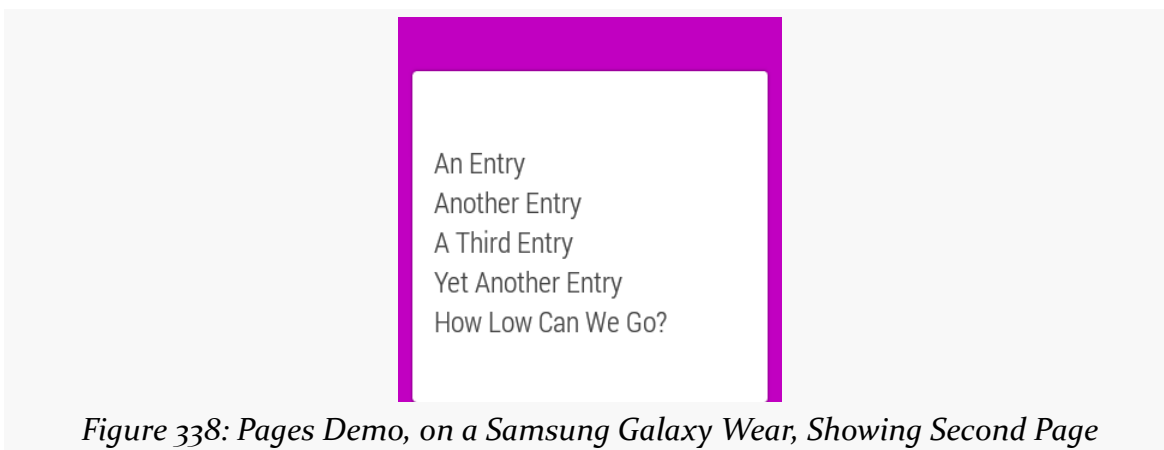 An Entry
Another Entry
A Third Entry
Yet Another Entry
How Low Can We Go?
Figure 338: Pages Demo, on a Samsung Galaxy Wear, Showing Second Page